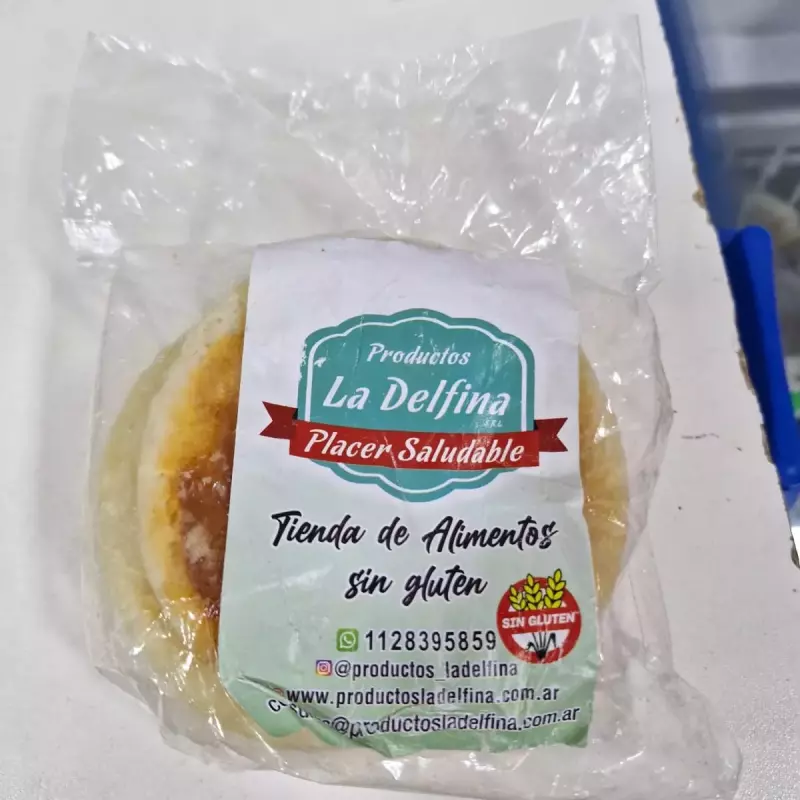 Productos
La Delfina
SRL
Placer Saludable
Tienda de Alimentos
sin gluten
SIN GLUTEN
1128395859
@productos_ladelfina
www.productosladelfina.com.ar
@productosladelfina.com.ar